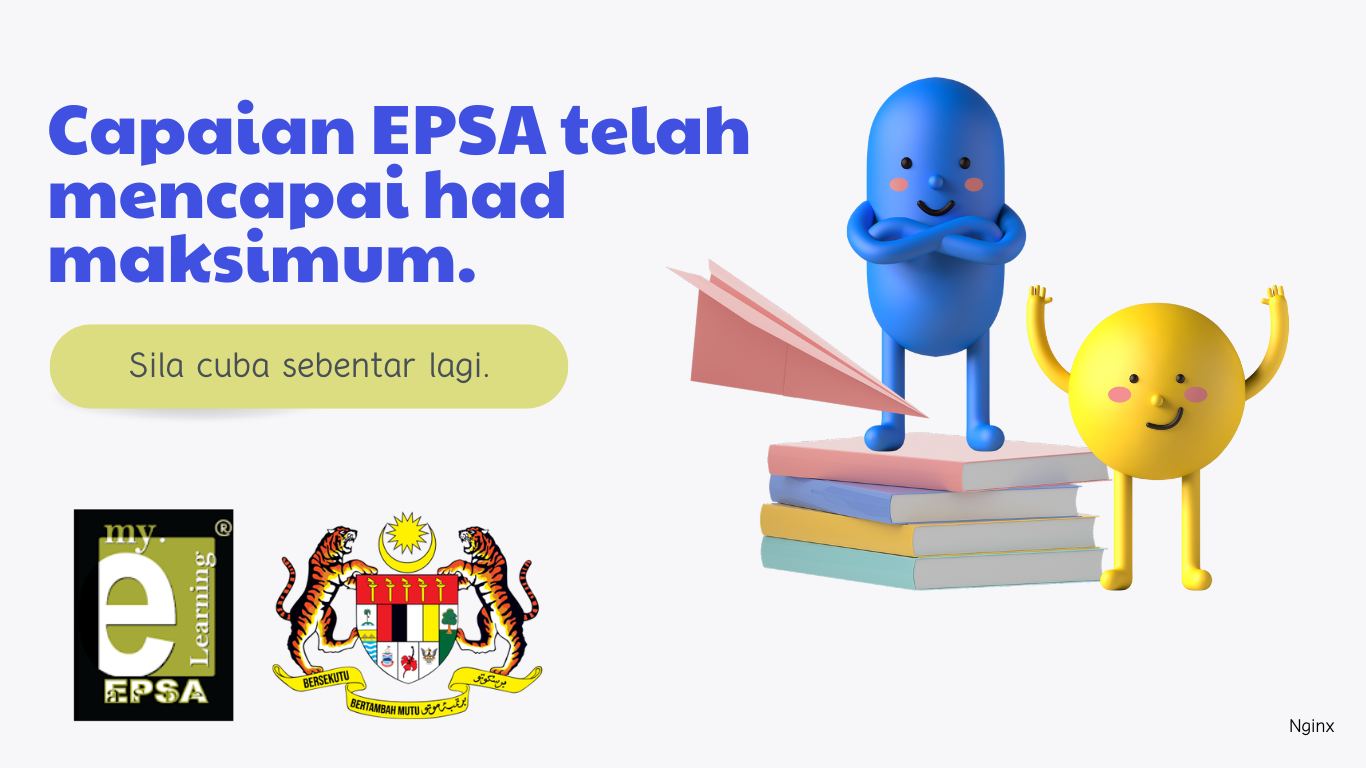 Capaian EPSA telah
mencapai had
maksimum.
Sila cuba sebentar lagi.
my.
®
e
Learning
EPSA
BERSEKUTU
BERTAMBAH MUTU
Nginx